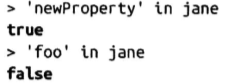 > 'newProperty' in jane
true
> 'foo' in jane
false